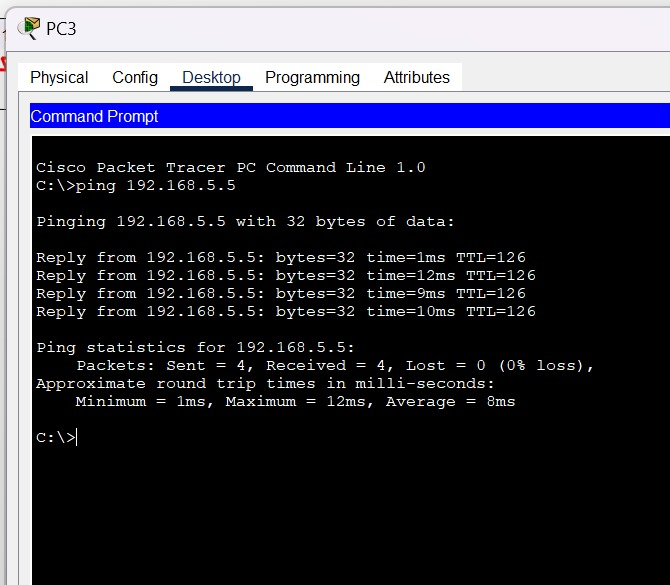 PC3
Physical Config Desktop Programming Attributes
Command Prompt
Cisco Packet Tracer PC Command Line 1.0
C:\>ping 192.168.5.5
Pinging 192.168.5.5 with 32 bytes of data:
Reply from 192.168.5.5: bytes=32 time=1ms TTL=126
Reply from 192.168.5.5: bytes=32 time=12ms TTL=126
Reply from 192.168.5.5: bytes=32 time=9ms TTL=126
Reply from 192.168.5.5: bytes=32 time=10ms TTL=126
Ping statistics for 192.168.5.5:
    Packets: Sent = 4, Received = 4, Lost = 0 (0% loss),
Approximate round trip times in milli-seconds:
    Minimum = 1ms, Maximum = 12ms, Average = 8ms
C:\>